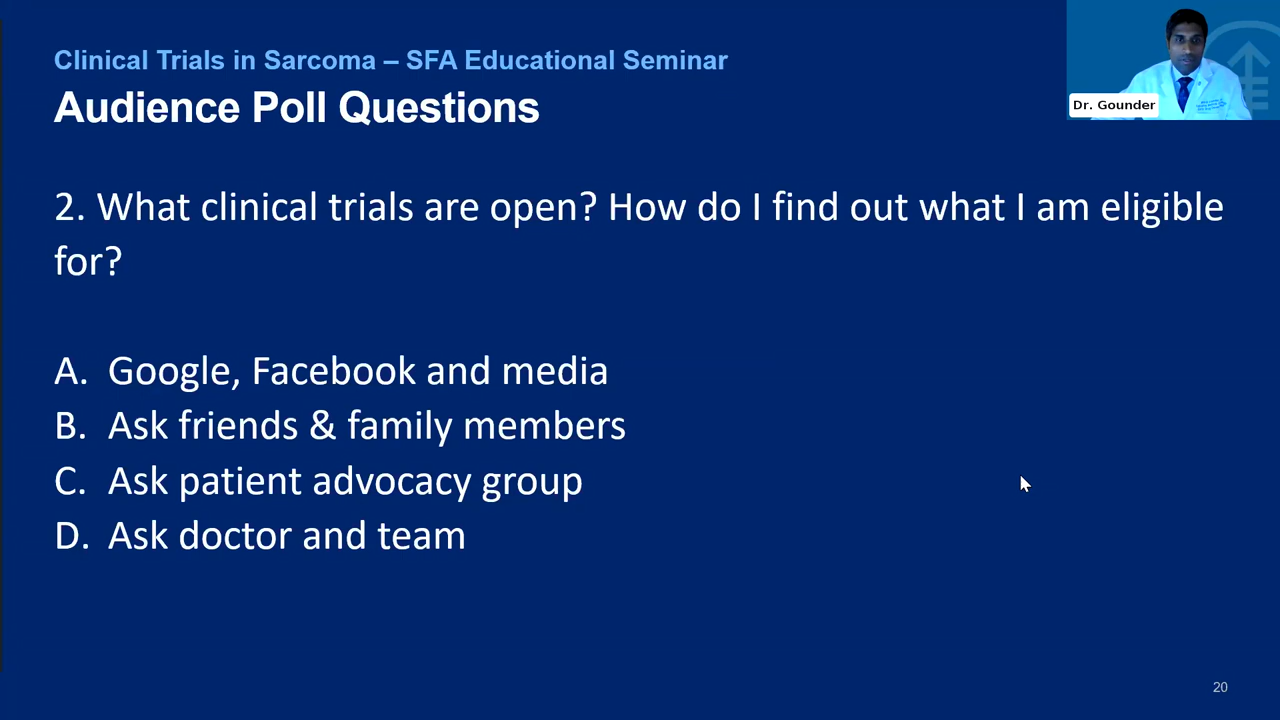 Clinical Trials in Sarcoma – SFA Educational Seminar
Audience Poll Questions
Dr. Gounder
2. What clinical trials are open? How do I find out what I am eligible
for?
A. Google, Facebook and media
B. Ask friends & family members
C. Ask patient advocacy group
D. Ask doctor and team
20